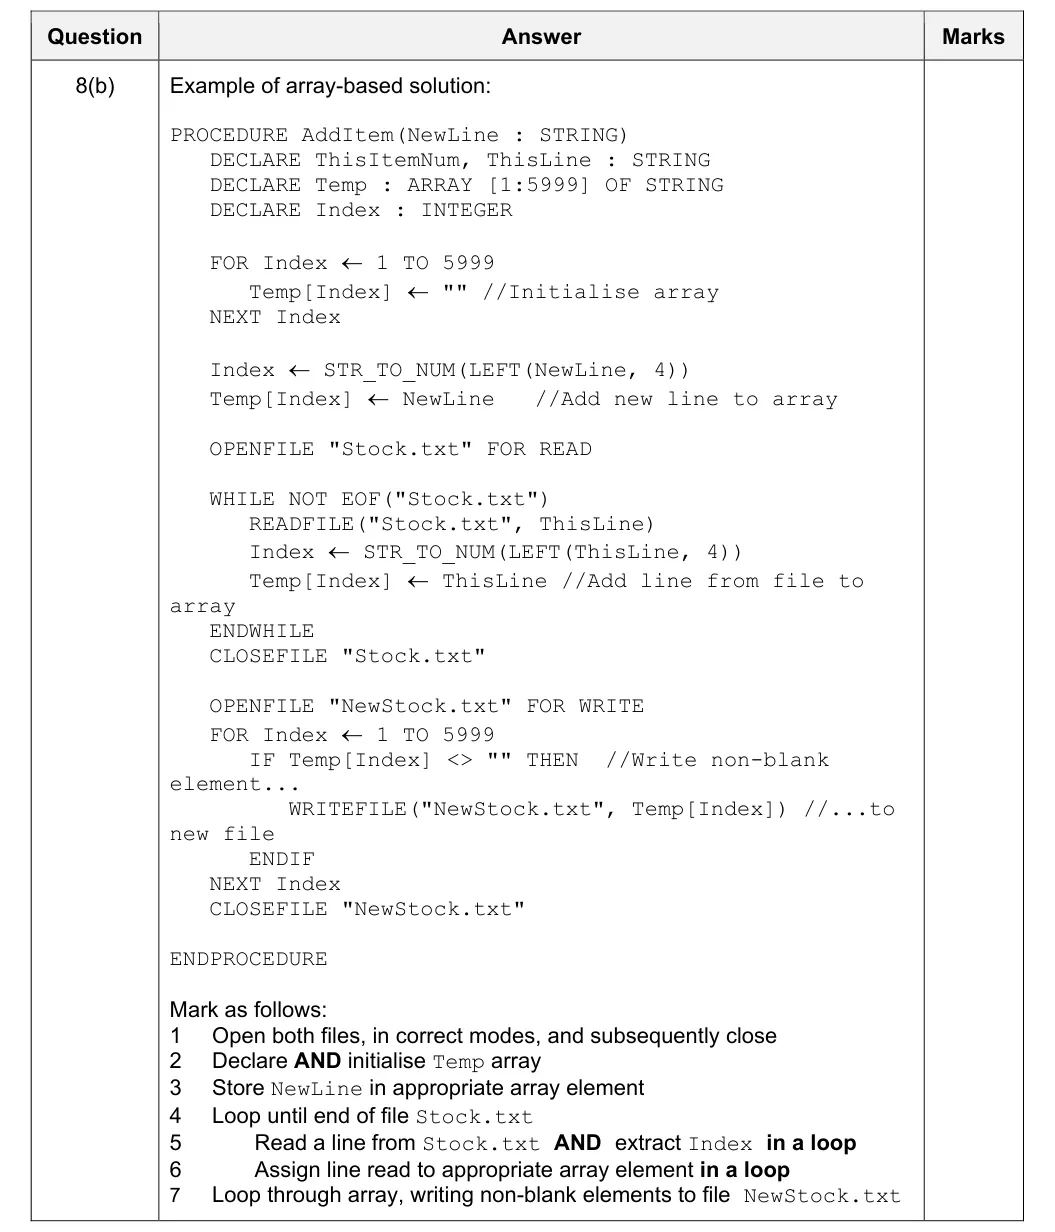 Question Answer Marks
8(b) Example of array-based solution:
PROCEDURE AddItem(NewLine : STRING)
DECLARE ThisItemNum, ThisLine : STRING
DECLARE Temp : ARRAY [1:5999] OF STRING
DECLARE Index : INTEGER
FOR Index ← 1 TO 5999
Temp[Index] ← "" //Initialise array
NEXT Index
Index ← STR_TO_NUM(LEFT(NewLine, 4))
Temp[Index] ← NewLine //Add new line to array
OPENFILE "Stock.txt" FOR READ
WHILE NOT EOF("Stock.txt")
READFILE("Stock.txt", ThisLine)
Index ← STR_TO_NUM(LEFT(ThisLine, 4))
Temp[Index] ← ThisLine //Add line from file to
array
ENDWHILE
CLOSEFILE "Stock.txt"
OPENFILE "NewStock.txt" FOR WRITE
FOR Index ← 1 TO 5999
IF Temp[Index] <> "" THEN //Write non-blank
element...
WRITEFILE("NewStock.txt", Temp[Index]) //...to
new file
ENDIF
NEXT Index
CLOSEFILE "NewStock.txt"
ENDPROCEDURE
Mark as follows:
1 Open both files, in correct modes, and subsequently close
2 Declare AND initialise Temp array
3 Store NewLine in appropriate array element
4 Loop until end of file Stock.txt
5 Read a line from Stock.txt AND extract Index in a loop
6 Assign line read to appropriate array element in a loop
7 Loop through array, writing non-blank elements to file NewStock.txt